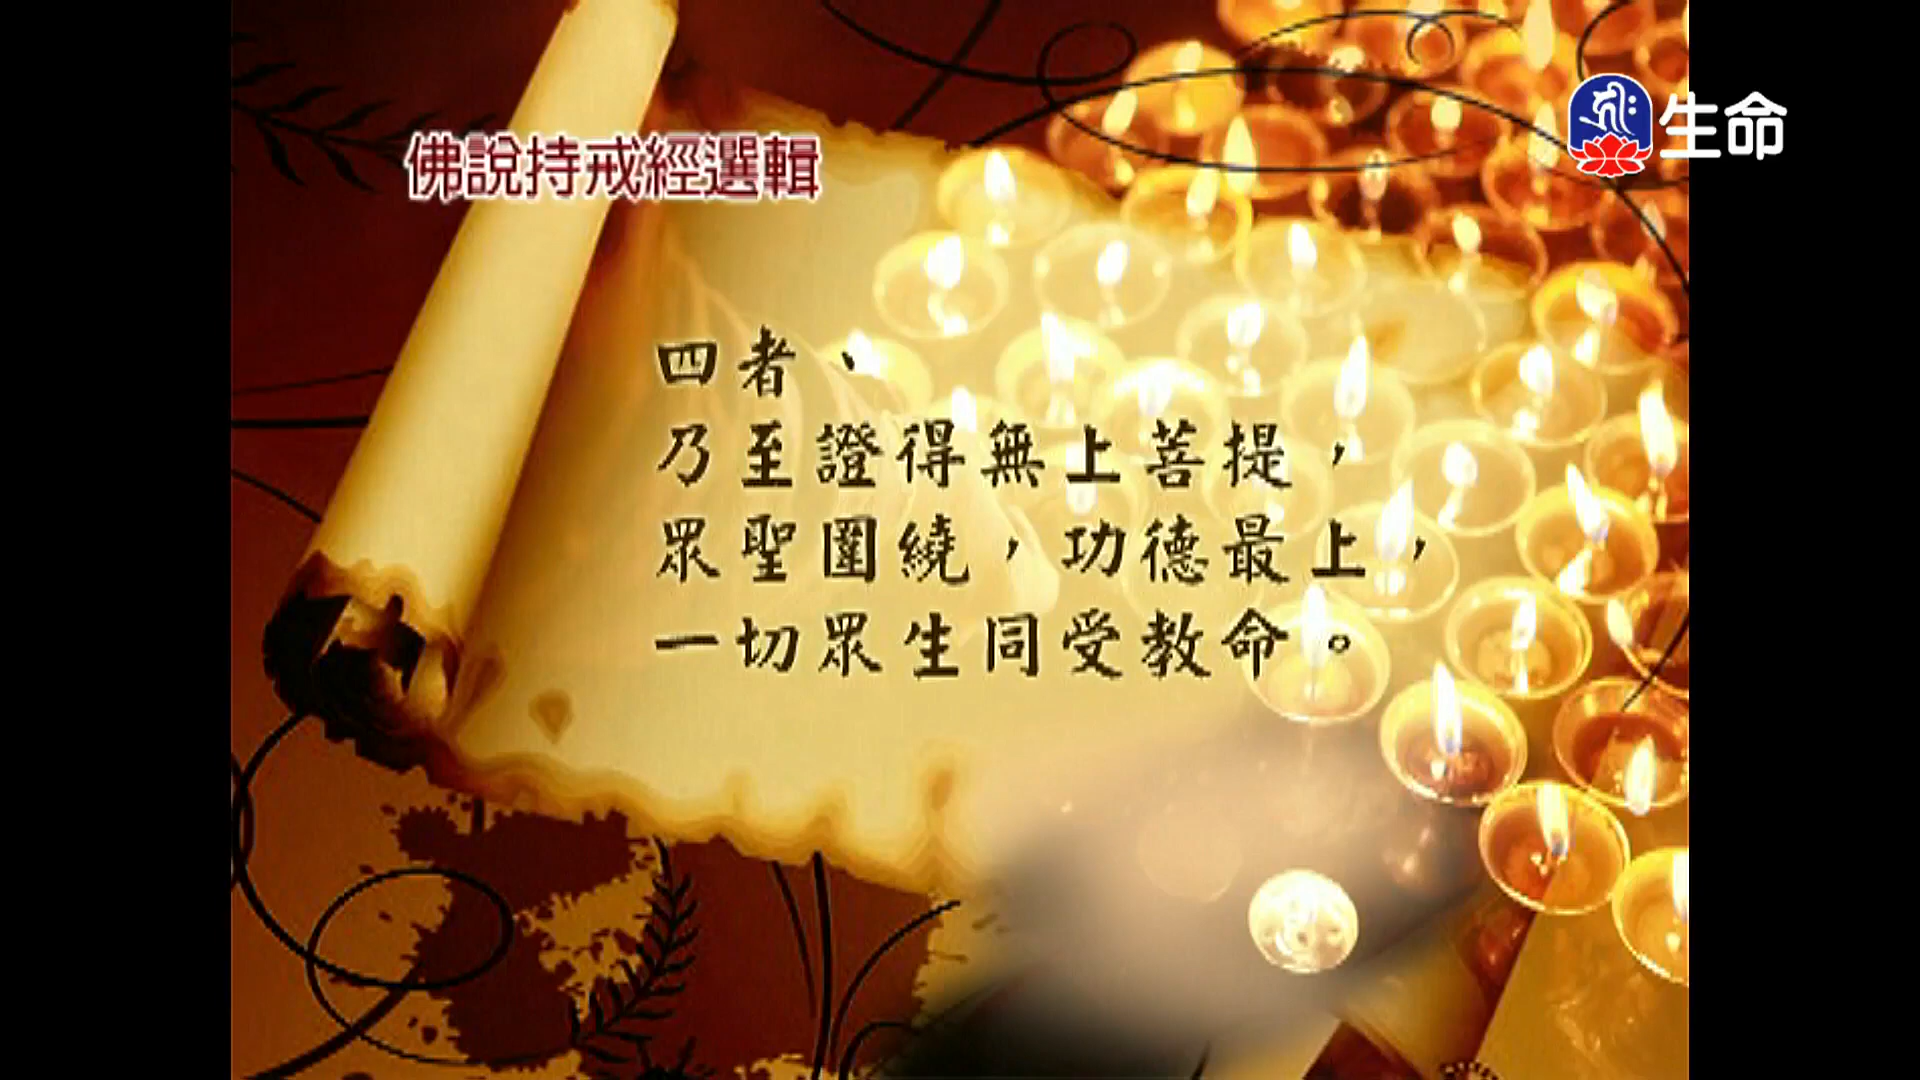 佛說持戒經選輯
生命
四者、
乃至證得無上菩提，
眾聖圍繞，功德最上，
一切眾生同受教命。